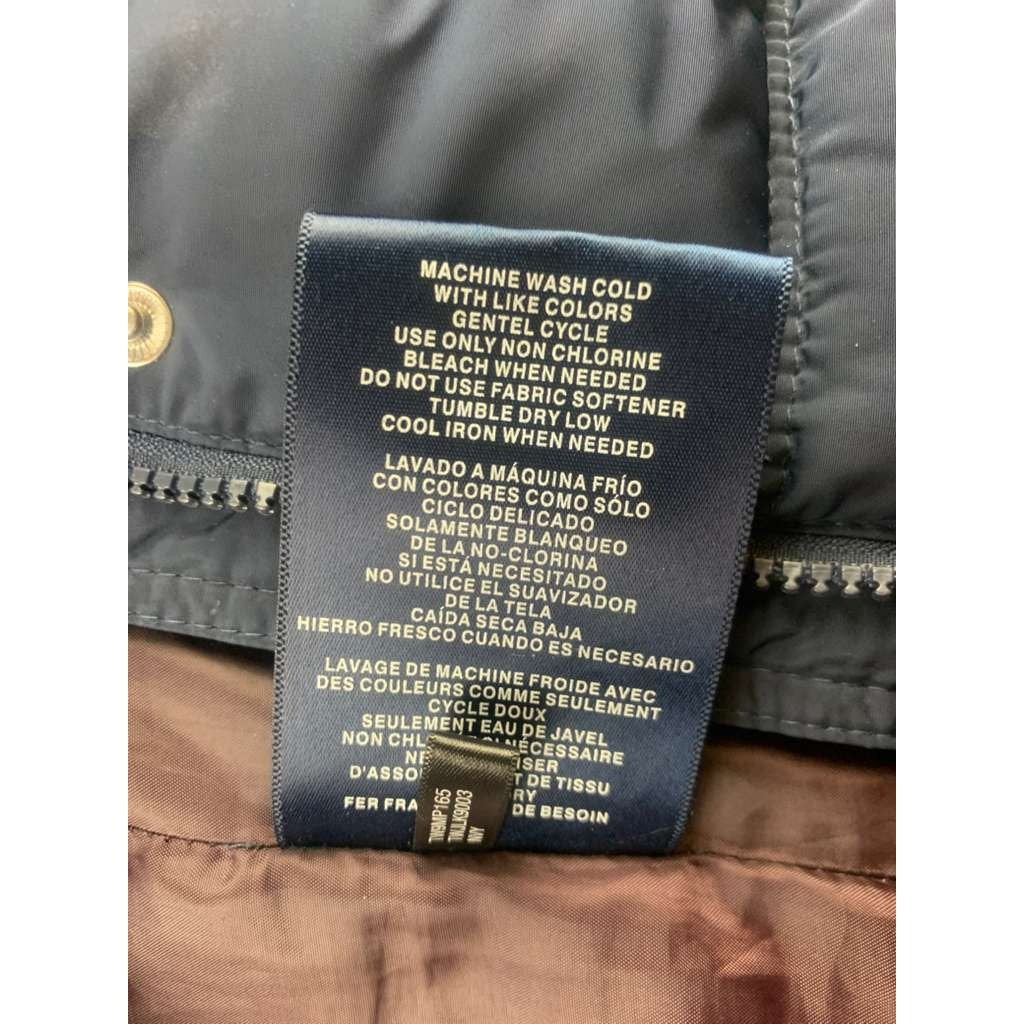 MACHINE WASH COLD
WITH LIKE COLORS
GENTEL CYCLE
USE ONLY NON CHLORINE
BLEACH WHEN NEEDED
DO NOT USE FABRIC SOFTENER
TUMBLE DRY LOW
COOL IRON WHEN NEEDED
LAVADO A MÁQUINA FRÍO
CON COLORES COMO SÓLO
CICLO DELICADO
SOLAMENTE BLANQUEO
DE LA NO-CLORINA
SI ESTÁ NECESITADO
NO UTILICE EL SUAVIZADOR
DE LA TELA
CAÍDA SECA BAJA
HIERRO FRESCO CUANDO ES NECESARIO
LAVAGE DE MACHINE FROIDE AVEC
DES COULEURS COMME SEULEMENT
CYCLE DOUX
SEULEMENT EAU DE JAVEL
NON NÉCESSAIRE
DE TISSU
FER DE BESOIN
TW9MP165
TWJLK9003
NVY